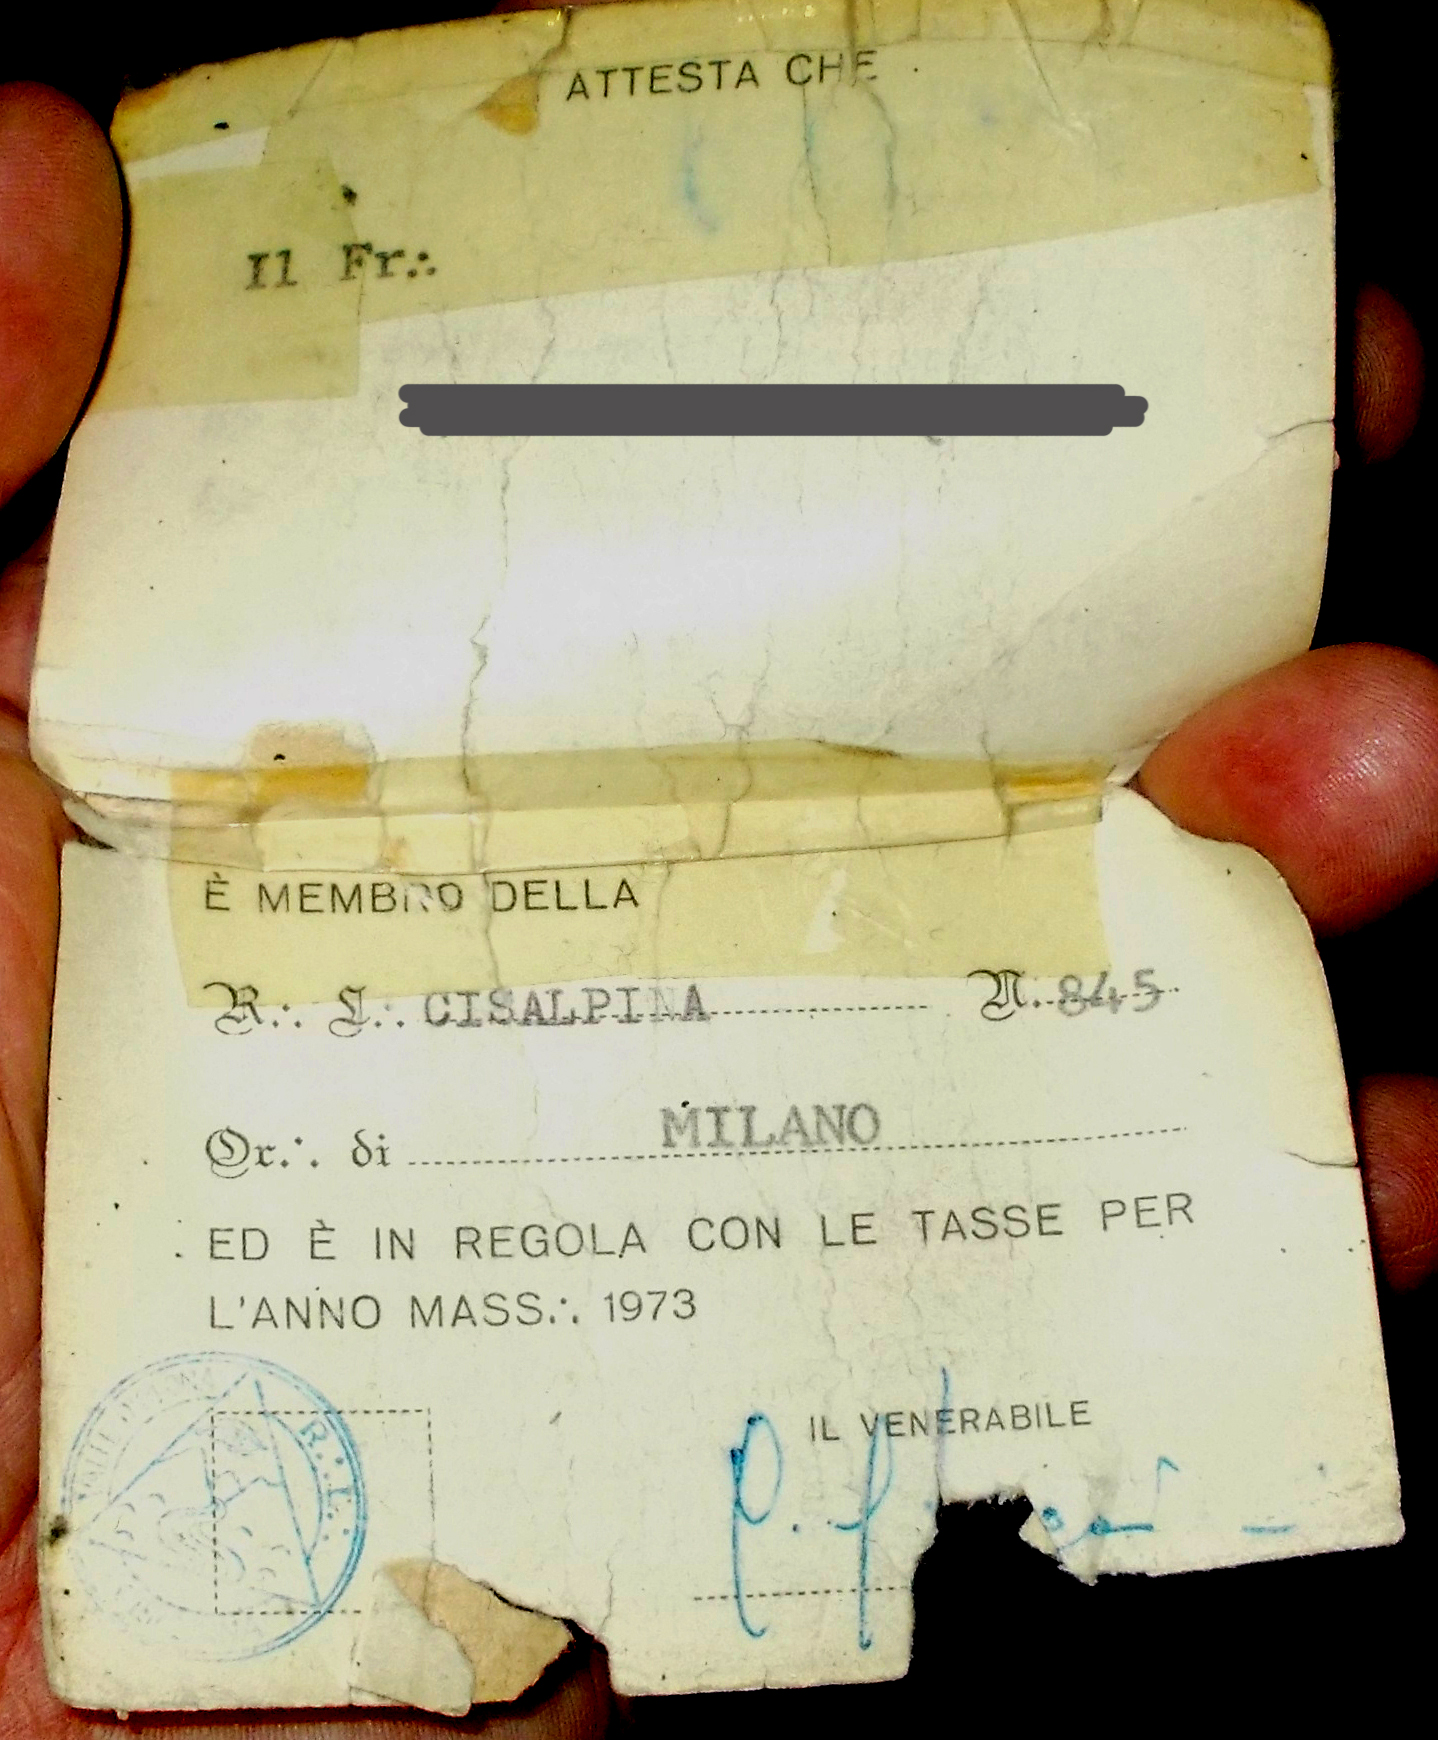 ATTESTA CHE
Il Fr∴
È MEMBRO DELLA
R∴ L∴ CISALPINA N. 845
Or∴ di MILANO
ED È IN REGOLA CON LE TASSE PER
L'ANNO MASS∴ 1973
R∴ L∴
IL VENERABILE